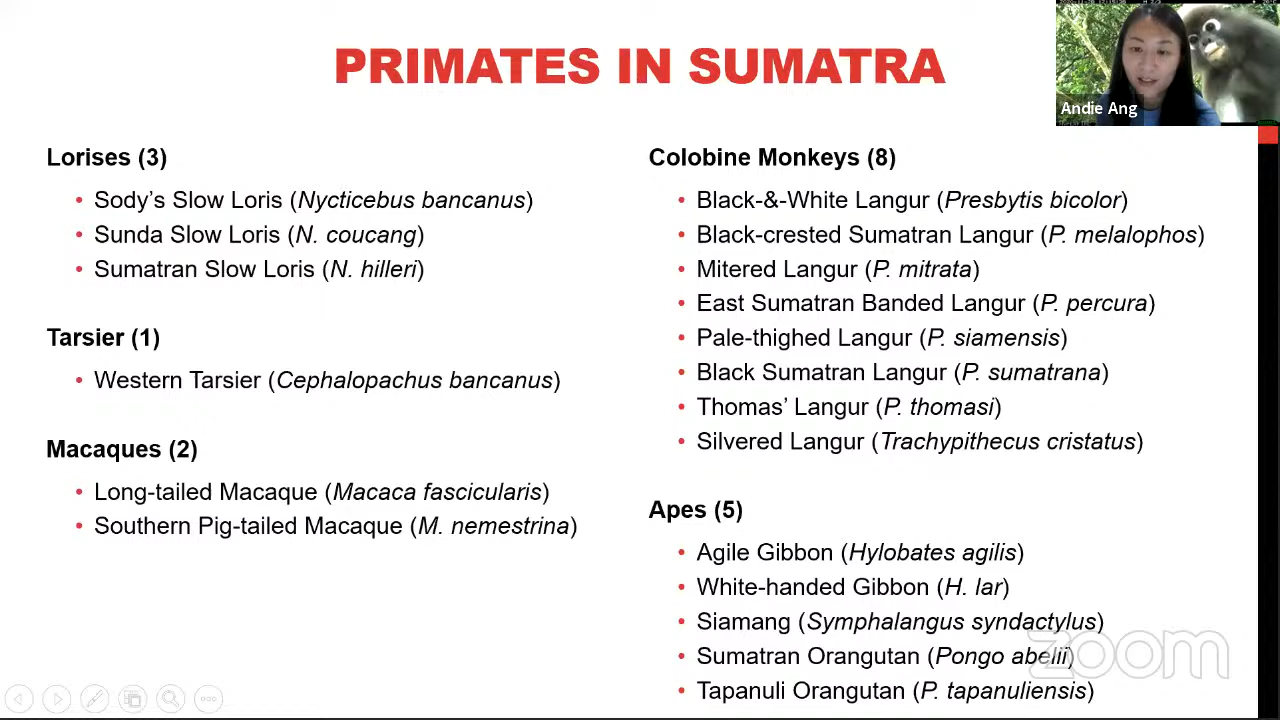 PRIMATES IN SUMATRA
Andie Ang
Lorises (3)
• Sody’s Slow Loris (Nycticebus bancanus)
• Sunda Slow Loris (N. coucang)
• Sumatran Slow Loris (N. hilleri)
Tarsier (1)
• Western Tarsier (Cephalopachus bancanus)
Macaques (2)
• Long-tailed Macaque (Macaca fascicularis)
• Southern Pig-tailed Macaque (M. nemestrina)
Colobine Monkeys (8)
• Black-&-White Langur (Presbytis bicolor)
• Black-crested Sumatran Langur (P. melalophos)
• Mitered Langur (P. mitrata)
• East Sumatran Banded Langur (P. percura)
• Pale-thighed Langur (P. siamensis)
• Black Sumatran Langur (P. sumatrana)
• Thomas’ Langur (P. thomasi)
• Silvered Langur (Trachypithecus cristatus)
Apes (5)
• Agile Gibbon (Hylobates agilis)
• White-handed Gibbon (H. lar)
• Siamang (Symphalangus syndactylus)
• Sumatran Orangutan (Pongo abelii)
• Tapanuli Orangutan (P. tapanuliensis)
zoom